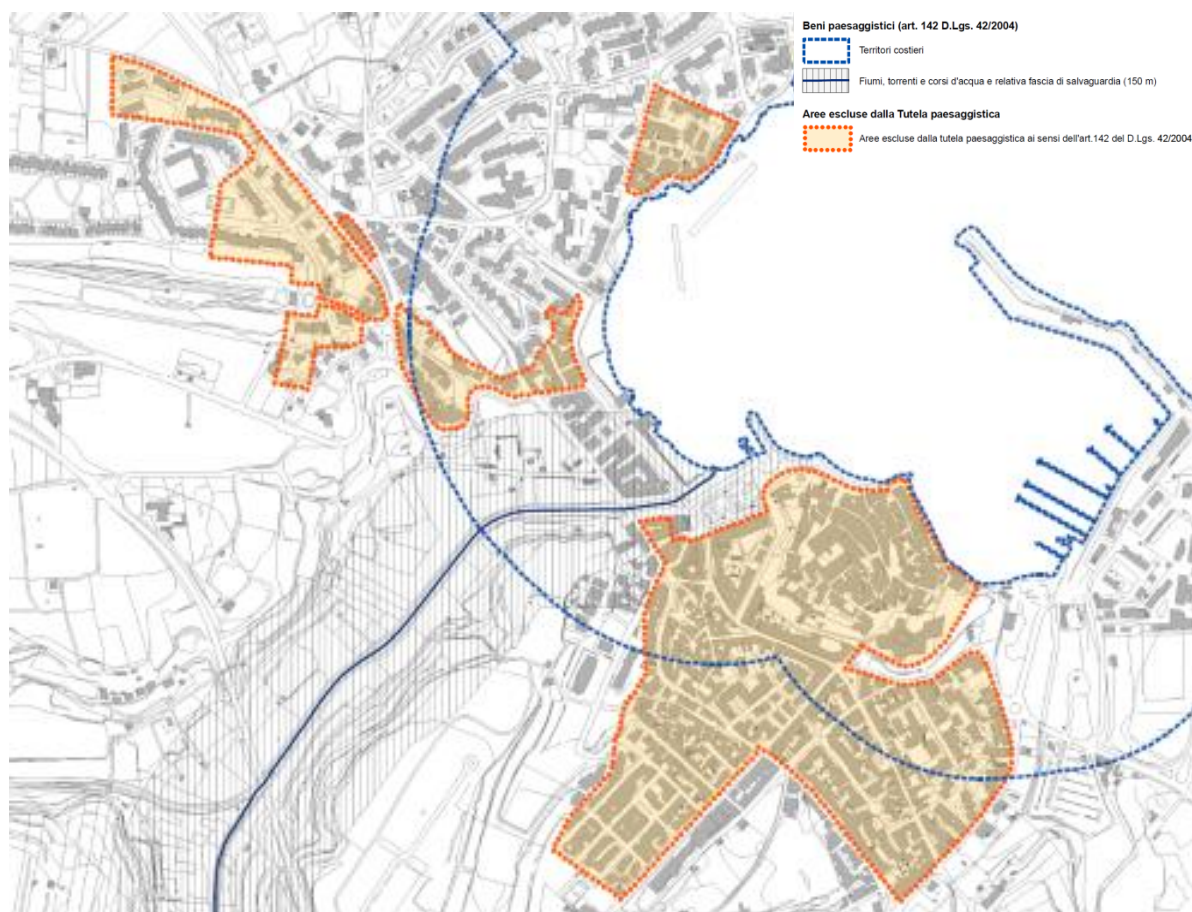 Beni paesaggistici (art. 142 D.Lgs. 42/2004)
Territori costieri
Fiumi, torrenti e corsi d'acqua e relativa fascia di salvaguardia (150 m)
Aree escluse dalla Tutela paesaggistica
Aree escluse dalla tutela paesaggistica ai sensi dell'art.142 del D.Lgs. 42/2004